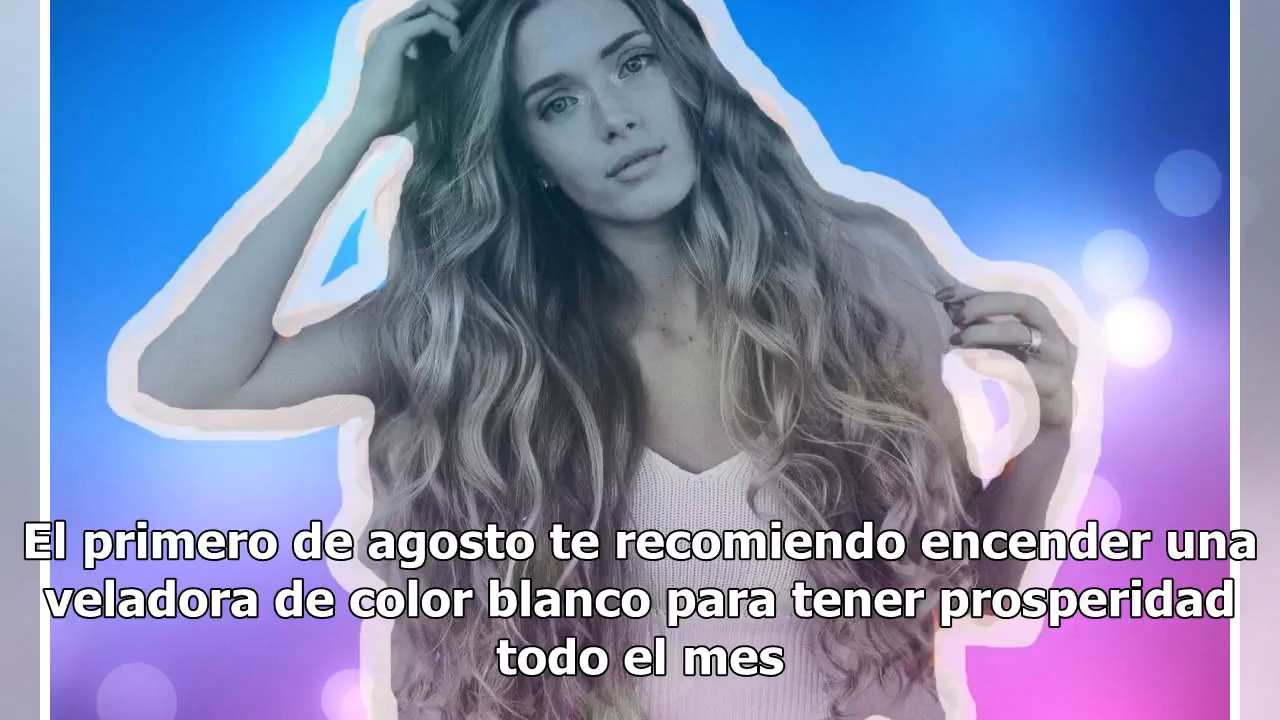 El primero de agosto te recomiendo encender una
veladora de color blanco para tener prosperidad
todo el mes